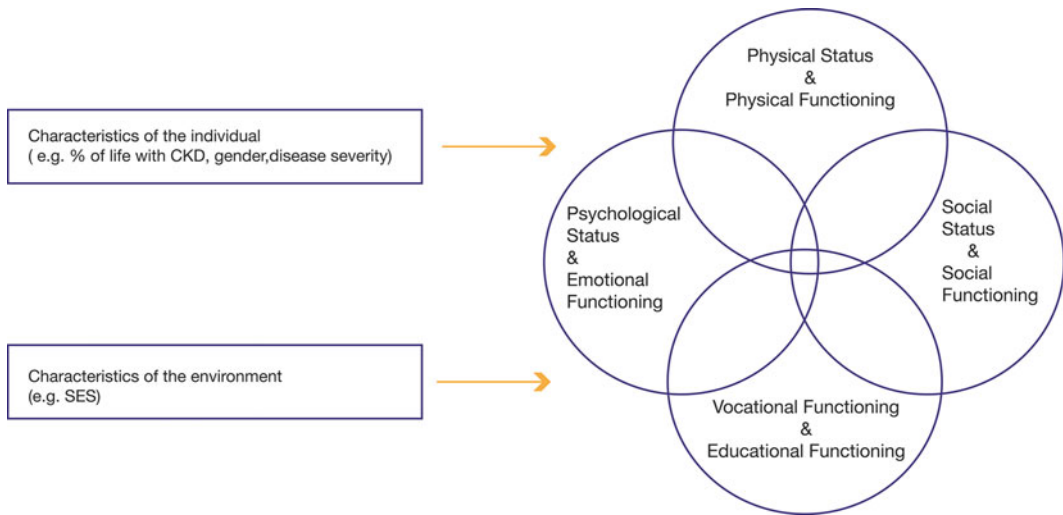 Physical Status
&
Physical Functioning
Characteristics of the individual
( e.g. % of life with CKD, gender,disease severity)
Psychological
Status
&
Emotional
Functioning
Social
Status
&
Social
Functioning
Characteristics of the environment
(e.g. SES)
Vocational Functioning
&
Educational Functioning